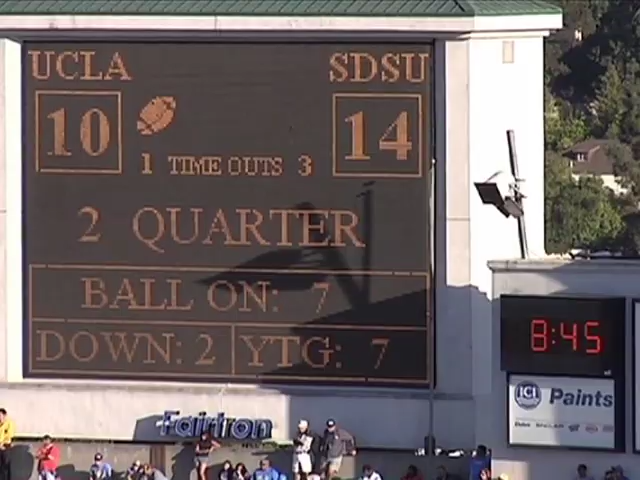 UCLA SDSU
10 14
1 TIME OUTS 3
2 QUARTER
BALL ON: 7
DOWN: 2 YTG: 7
8:45
ICI Paints
Fairtron